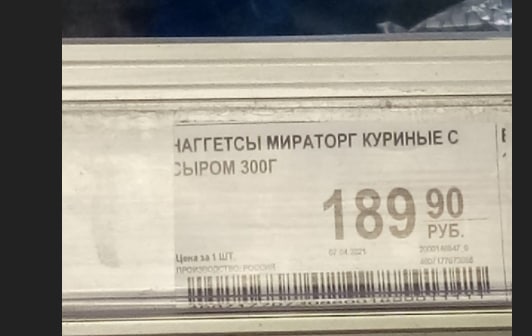 НАГГЕТСЫ МИРАТОРГ КУРИНЫЕ С
СЫРОМ 300Г
189 90
РУБ.
Цена за 1 ШТ.
02.04.2021
ПРОИЗВОДСТВО: РОССИЯ